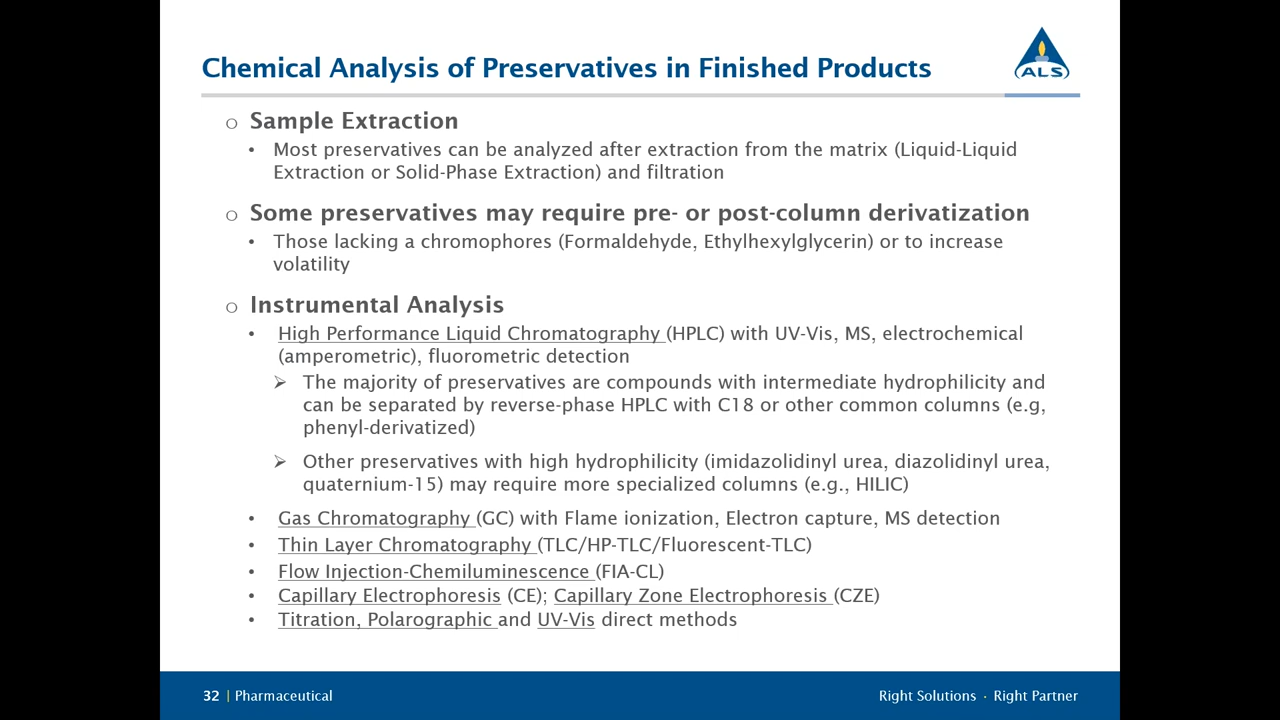 Chemical Analysis of Preservatives in Finished Products
ALS
o Sample Extraction
• Most preservatives can be analyzed after extraction from the matrix (Liquid-Liquid
Extraction or Solid-Phase Extraction) and filtration
o Some preservatives may require pre- or post-column derivatization
• Those lacking a chromophores (Formaldehyde, Ethylhexylglycerin) or to increase
volatility
o Instrumental Analysis
• High Performance Liquid Chromatography (HPLC) with UV-Vis, MS, electrochemical
(amperometric), fluorometric detection
➢ The majority of preservatives are compounds with intermediate hydrophilicity and
can be separated by reverse-phase HPLC with C18 or other common columns (e.g,
phenyl-derivatized)
➢ Other preservatives with high hydrophilicity (imidazolidinyl urea, diazolidinyl urea,
quaternium-15) may require more specialized columns (e.g., HILIC)
• Gas Chromatography (GC) with Flame ionization, Electron capture, MS detection
• Thin Layer Chromatography (TLC/HP-TLC/Fluorescent-TLC)
• Flow Injection-Chemiluminescence (FIA-CL)
• Capillary Electrophoresis (CE); Capillary Zone Electrophoresis (CZE)
• Titration, Polarographic and UV-Vis direct methods
32 | Pharmaceutical
Right Solutions · Right Partner